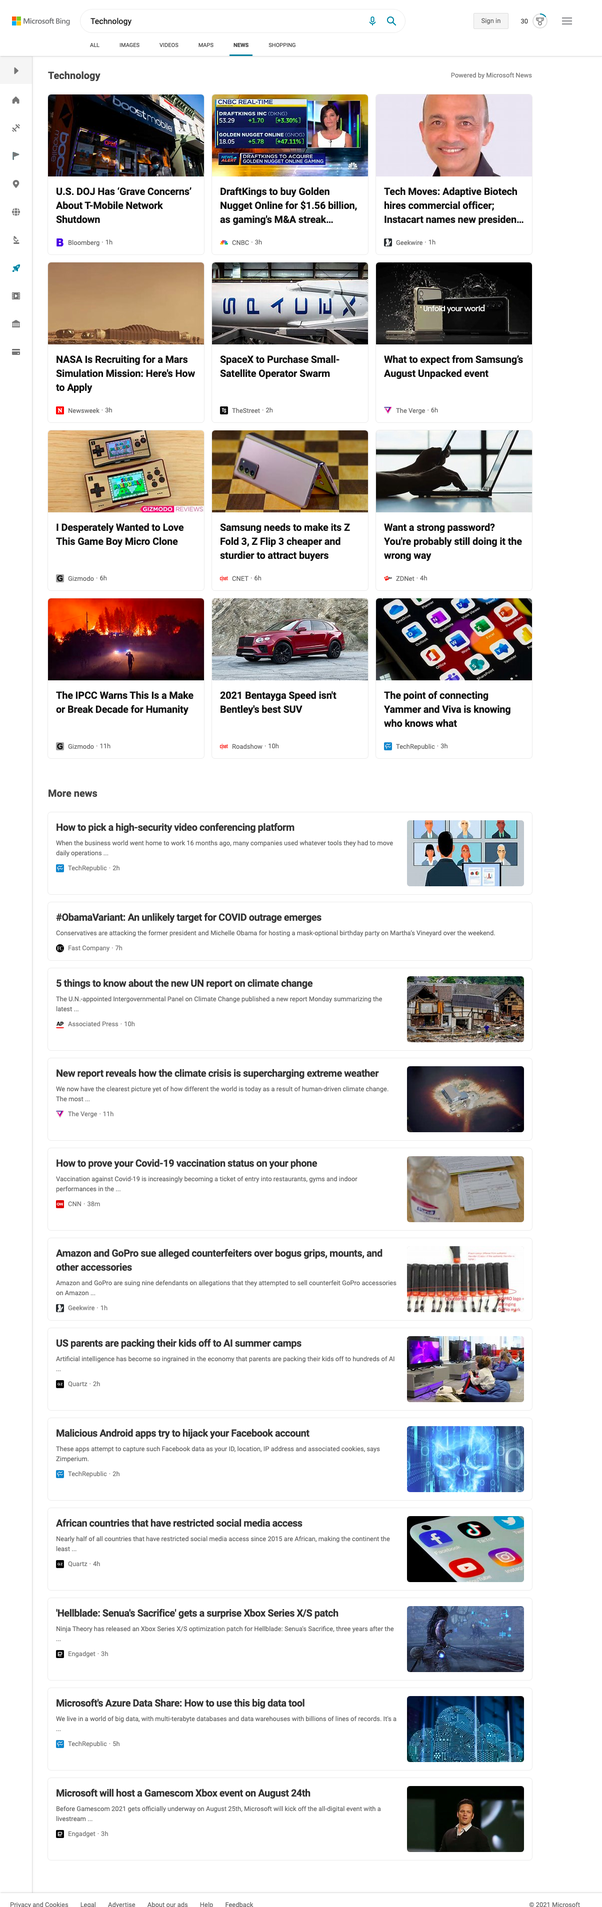 Microsoft Bing
Technology
Sign in
30
ALL
IMAGES
VIDEOS
MAPS
NEWS
SHOPPING
Technology
Powered by Microsoft News
boostmobile
CNBC REAL-TIME
DRAFTKINGS INC (DKNG)
53.29 +1.70 [+3.30%]
GOLDEN NUGGET ONLINE (GNOG)
18.05 +5.78 [+47.11%]
DRAFTKINGS TO ACQUIRE
GOLDEN NUGGET ONLINE GAMING
U.S. DOJ Has ‘Grave Concerns’
About T-Mobile Network
Shutdown
Bloomberg · 1h
DraftKings to buy Golden
Nugget Online for $1.56 billion,
as gaming's M&A streak...
CNBC · 3h
Tech Moves: Adaptive Biotech
hires commercial officer;
Instacart names new presiden...
Geekwire · 1h
SPACEX
Unfold your world
NASA Is Recruiting for a Mars
Simulation Mission: Here's How
to Apply
Newsweek · 3h
SpaceX to Purchase Small-
Satellite Operator Swarm
TheStreet · 2h
What to expect from Samsung's
August Unpacked event
The Verge · 6h
GIZMODO REVIEWS
I Desperately Wanted to Love
This Game Boy Micro Clone
Gizmodo · 6h
Samsung needs to make its Z
Fold 3, Z Flip 3 cheaper and
sturdier to attract buyers
CNET · 6h
Want a strong password?
You're probably still doing it the
wrong way
ZDNet · 4h
The IPCC Warns This Is a Make
or Break Decade for Humanity
Gizmodo · 11h
2021 Bentayga Speed isn't
Bentley's best SUV
Roadshow · 10h
The point of connecting
Yammer and Viva is knowing
who knows what
TechRepublic · 3h
More news
How to pick a high-security video conferencing platform
When the business world went home to work 16 months ago, many companies used whatever tools they had to move
daily operations ...
TechRepublic · 2h
#ObamaVariant: An unlikely target for COVID outrage emerges
Conservatives are attacking the former president and Michelle Obama for hosting a mask-optional birthday party on Martha's Vineyard over the weekend.
Fast Company · 7h
5 things to know about the new UN report on climate change
The U.N.-appointed Intergovernmental Panel on Climate Change published a new report Monday summarizing the
latest ...
AP Associated Press · 10h
New report reveals how the climate crisis is supercharging extreme weather
We now have the clearest picture yet of how different the world is today as a result of human-driven climate change.
The most ...
The Verge · 11h
How to prove your Covid-19 vaccination status on your phone
Vaccination against Covid-19 is increasingly becoming a ticket of entry into restaurants, gyms and indoor
performances in the ...
CNN · 38m
Amazon and GoPro sue alleged counterfeiters over bogus grips, mounts, and
other accessories
Amazon and GoPro are suing nine defendants on allegations that they attempted to sell counterfeit GoPro accessories
on Amazon ...
Geekwire · 1h
US parents are packing their kids off to AI summer camps
Artificial intelligence has become so ingrained in the economy that parents are packing their kids off to hundreds of AI
...
Quartz · 2h
Malicious Android apps try to hijack your Facebook account
These apps attempt to capture such Facebook data as your ID, location, IP address and associated cookies, says
Zimperium.
TechRepublic · 2h
African countries that have restricted social media access
Nearly half of all countries that have restricted social media access since 2015 are African, making the continent the
least ...
Quartz · 4h
'Hellblade: Senua's Sacrifice' gets a surprise Xbox Series X/S patch
Ninja Theory has released an Xbox Series X/S optimization patch for Hellblade: Senua's Sacrifice, three years after the
...
Engadget · 3h
Microsoft's Azure Data Share: How to use this big data tool
We live in a world of big data, with multi-terabyte databases and data warehouses with billions of lines of records. It's a
...
TechRepublic · 5h
Microsoft will host a Gamescom Xbox event on August 24th
Before Gamescom 2021 gets officially underway on August 25th, Microsoft will kick off the all-digital event with a
livestream ...
Engadget · 3h
Privacy and Cookies
Legal
Advertise
About our ads
Help
Feedback
© 2021 Microsoft